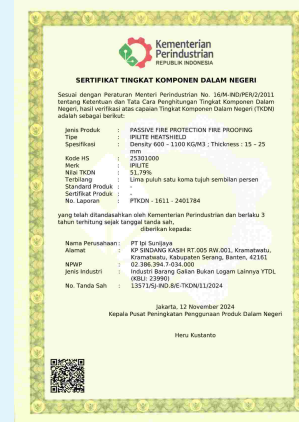 Kementerian
Perindustrian
REPUBLIK INDONESIA
SERTIFIKAT TINGKAT KOMPONEN DALAM NEGERI
Sesuai dengan Peraturan Menteri Perindustrian No. 16/M-IND/PER/2/2011
tentang Ketentuan dan Tata Cara Penghitungan Tingkat Komponen Dalam
Negeri, hasil verifikasi atas capaian Tingkat Komponen Dalam Negeri (TKDN)
adalah sebagai berikut:
Jenis Produk : PASSIVE FIRE PROTECTION FIRE PROOFING
Tipe : IPILITE HEATSHIELD
Spesifikasi : Density 600 - 1100 KG/M3 ; Thickness : 15 - 25
mm
Kode HS : 25301000
Merk : IPILITE
Nilai TKDN : 51,79%
Terbilang : Lima puluh satu koma tujuh sembilan persen
Standard Produk : -
Sertifikat Produk : -
No. Laporan : PTKDN - 1611 - 2401784
yang telah ditandasahkan oleh Kementerian Perindustrian dan berlaku 3
tahun terhitung sejak tanggal tanda sah,
diberikan kepada:
Nama Perusahaan : PT Ipi Sunijaya
Alamat : KP SINDANG KASIH RT.005 RW.001, Kramatwatu,
Kramatwatu, Kabupaten Serang, Banten, 42161
NPWP : 02.386.394.7-034.000
Jenis Industri : Industri Barang Galian Bukan Logam Lainnya YTDL
(KBLI: 23990)
No. Tanda Sah : 13571/SJ-IND.8/E-TKDN/11/2024
Jakarta, 12 November 2024
Kepala Pusat Peningkatan Penggunaan Produk Dalam Negeri
Heru Kustanto